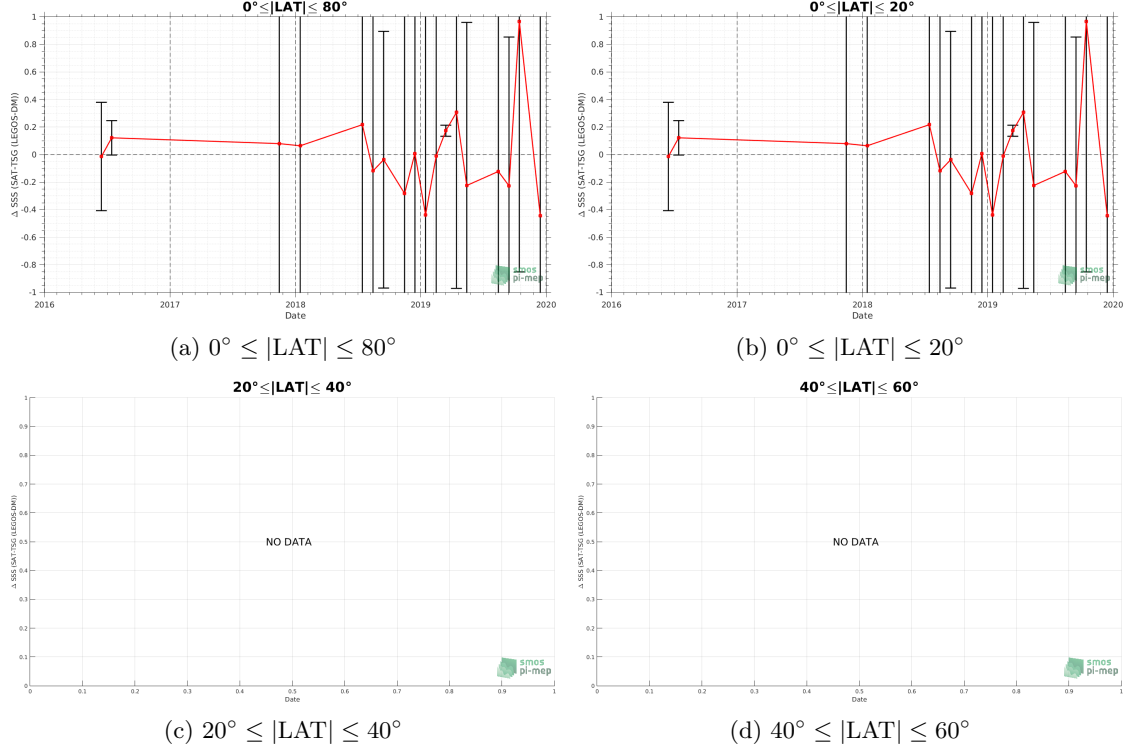 0°≤|LAT|≤ 80°
1
0.8
0.6
0.4
0.2
0
-0.2
-0.4
-0.6
-0.8
-1
Δ SSS (SAT-TSG (LEGOS-DM))
2016
2017
2018
2019
2020
Date
smos
pi-mep
(a) 0° ≤ |LAT| ≤ 80°
0°≤|LAT|≤ 20°
1
0.8
0.6
0.4
0.2
0
-0.2
-0.4
-0.6
-0.8
-1
Δ SSS (SAT-TSG (LEGOS-DM))
2016
2017
2018
2019
2020
Date
smos
pi-mep
(b) 0° ≤ |LAT| ≤ 20°
20°≤|LAT|≤ 40°
1
0.9
0.8
0.7
0.6
0.5
0.4
0.3
0.2
0.1
0
Δ SSS (SAT-TSG (LEGOS-DM))
NO DATA
0
0.1
0.2
0.3
0.4
0.5
0.6
0.7
0.8
0.9
1
Date
smos
pi-mep
(c) 20° ≤ |LAT| ≤ 40°
40°≤|LAT|≤ 60°
1
0.9
0.8
0.7
0.6
0.5
0.4
0.3
0.2
0.1
0
Δ SSS (SAT-TSG (LEGOS-DM))
NO DATA
0
0.1
0.2
0.3
0.4
0.5
0.6
0.7
0.8
0.9
1
Date
smos
pi-mep
(d) 40° ≤ |LAT| ≤ 60°